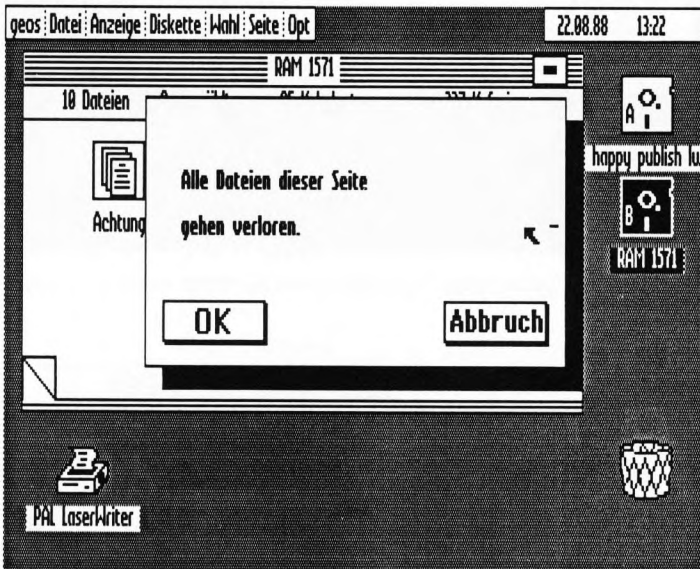 geos Datei Anzeige Diskette Wahl Seite Opt
22.08.88 13:22
RAM 1571
10 Dateien
Alle Dateien dieser Seite
gehen verloren.
OK
Abbruch
Achtung
A
happy publish lu
B
RAM 1571
PAL LaserWriter